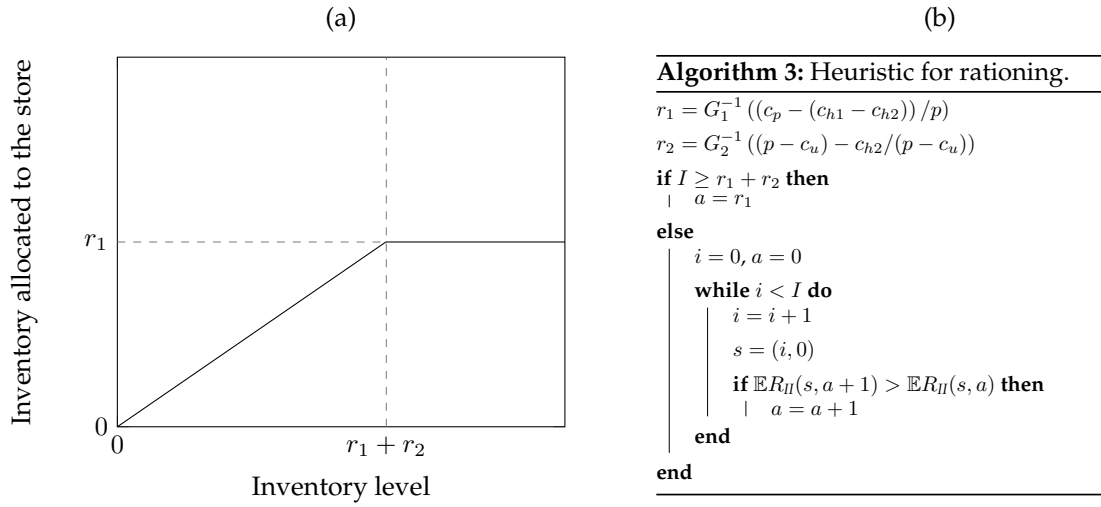 (a)
Inventory allocated to the store
r₁
0
0
r₁ + r₂
Inventory level
(b)
Algorithm 3: Heuristic for rationing.
r₁ = G₁⁻¹ ((cₚ − (cₕ₁ − cₕ₂)) /p)
r₂ = G₂⁻¹ ((p − cᵤ) − cₕ₂/(p − cᵤ))
if I ≥ r₁ + r₂ then
a = r₁
else
i = 0, a = 0
while i < I do
i = i + 1
s = (i, 0)
if 𝔼R_II(s, a + 1) > 𝔼R_II(s, a) then
a = a + 1
end
end